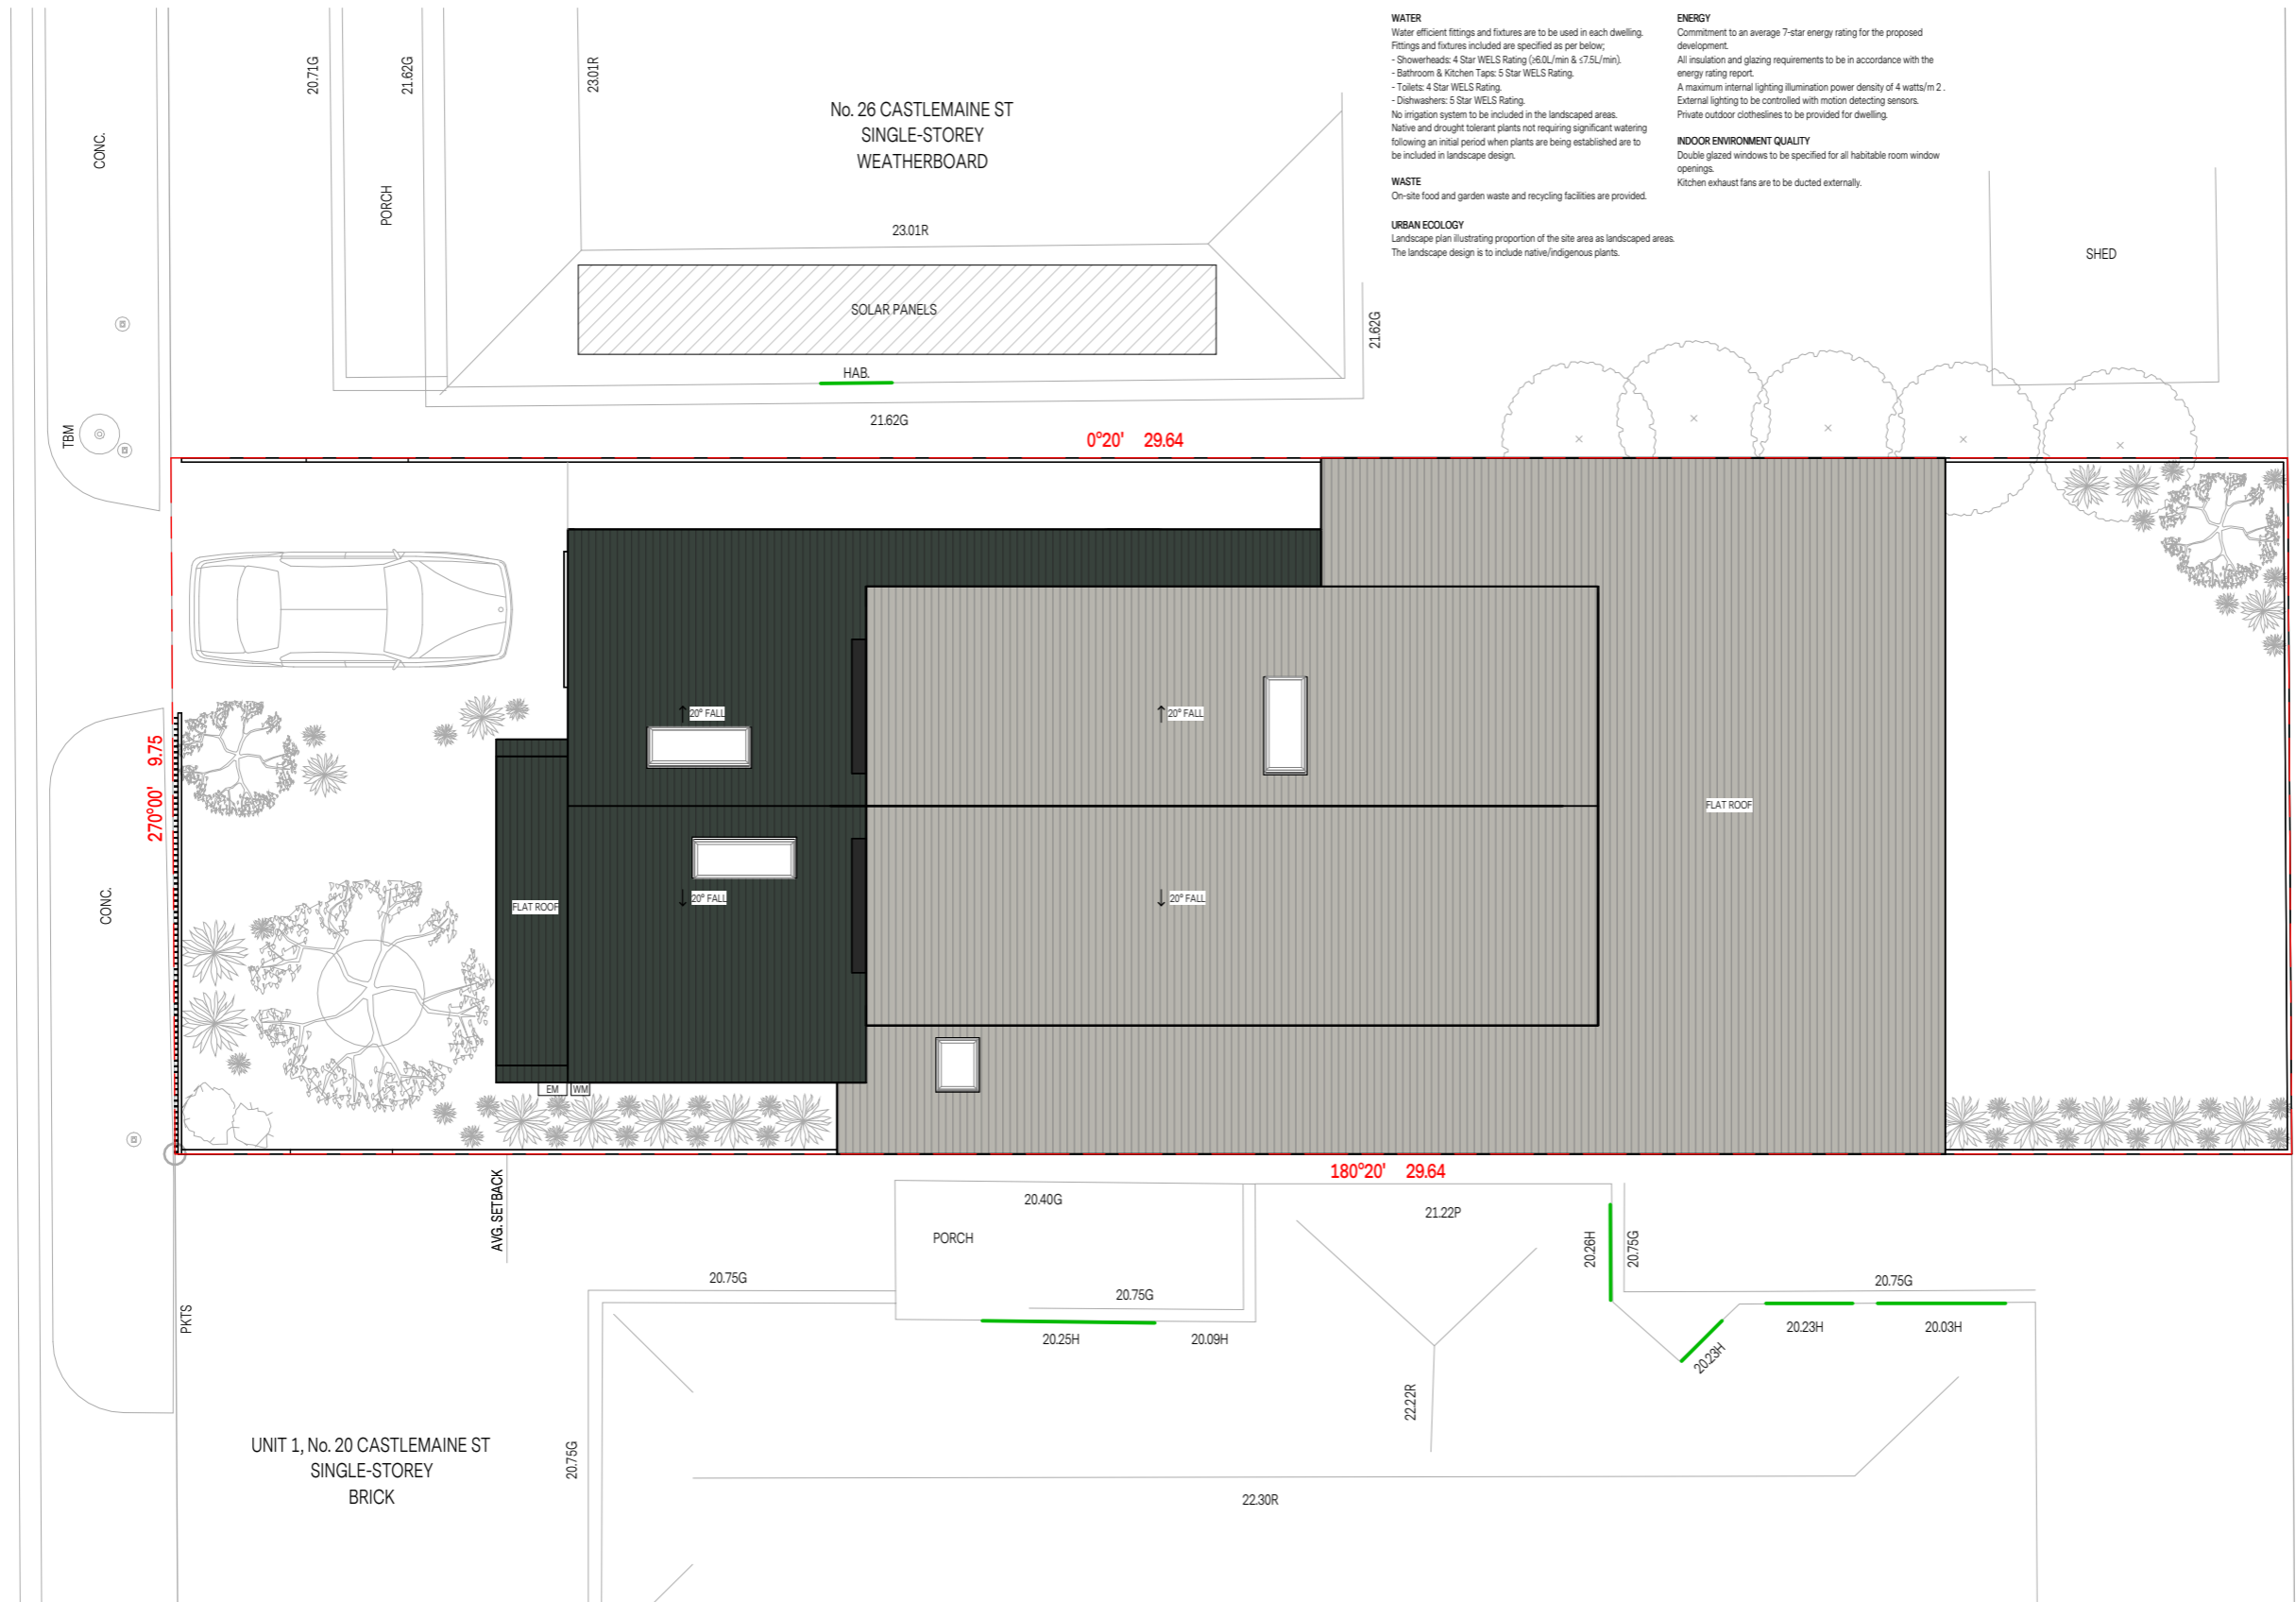 WATER
Water efficient fittings and fixtures are to be used in each dwelling.
Fittings and fixtures included are specified as per below;
- Showerheads: 4 Star WELS Rating (≥6.0L/min & ≤7.5L/min).
- Bathroom & Kitchen Taps: 5 Star WELS Rating.
- Toilets: 4 Star WELS Rating.
- Dishwashers: 5 Star WELS Rating.
No irrigation system to be included in the landscaped areas.
Native and drought tolerant plants not requiring significant watering
following an initial period when plants are being established are to
be included in landscape design.
WASTE
On-site food and garden waste and recycling facilities are provided.
URBAN ECOLOGY
Landscape plan illustrating proportion of the site area as landscaped areas.
The landscape design is to include native/indigenous plants.
ENERGY
Commitment to an average 7-star energy rating for the proposed
development.
All insulation and glazing requirements to be in accordance with the
energy rating report.
A maximum internal lighting illumination power density of 4 watts/m 2 .
External lighting to be controlled with motion detecting sensors.
Private outdoor clotheslines to be provided for dwelling.
INDOOR ENVIRONMENT QUALITY
Double glazed windows to be specified for all habitable room window
openings.
Kitchen exhaust fans are to be ducted externally.
CONC.
20.71G
PORCH
21.62G
23.01R
No. 26 CASTLEMAINE ST
SINGLE-STOREY
WEATHERBOARD
23.01R
SOLAR PANELS
HAB.
21.62G
21.62G
SHED
TBM
0°20' 29.64
270°00' 9.75
20° FALL
20° FALL
FLAT ROOF
FLAT ROOF
20° FALL
20° FALL
CONC.
EM
WM
180°20' 29.64
AVG. SETBACK
PKTS
20.40G
PORCH
21.22P
20.26H
20.75G
20.75G
20.75G
20.75G
20.25H
20.09H
20.23H
20.23H
20.03H
22.22R
UNIT 1, No. 20 CASTLEMAINE ST
SINGLE-STOREY
BRICK
20.75G
22.30R